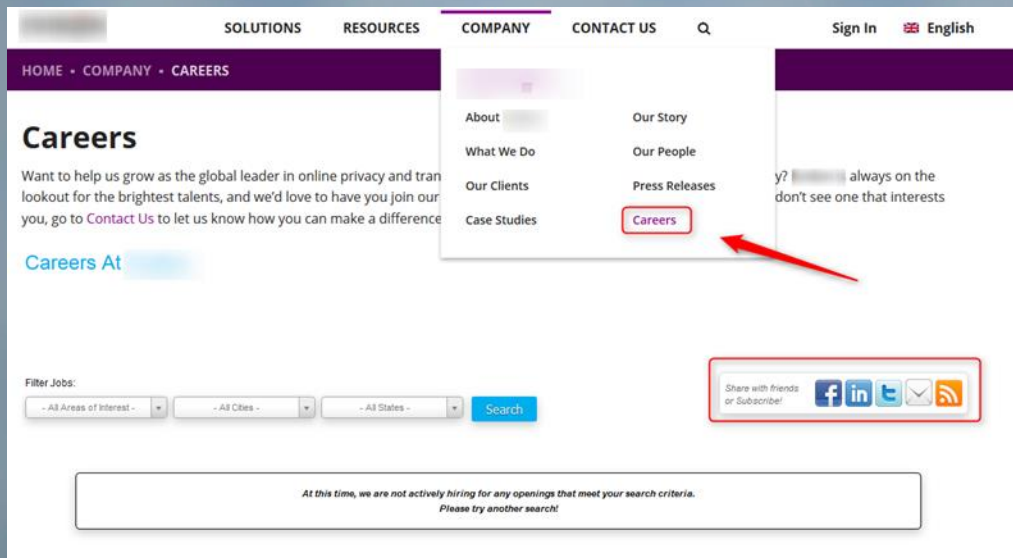 SOLUTIONS RESOURCES COMPANY CONTACT US Sign In English
HOME • COMPANY • CAREERS
About
Our Story
What We Do
Our People
Our Clients
Press Releases
Case Studies
Careers
Careers
Want to help us grow as the global leader in online privacy and tran y? always on the
lookout for the brightest talents, and we'd love to have you join our don't see one that interests
you, go to Contact Us to let us know how you can make a difference
Careers At
Filter Jobs:
- All Areas of Interest - - All Cities - - All States - Search
Share with friends
or Subscribe!
At this time, we are not actively hiring for any openings that meet your search criteria.
Please try another search!